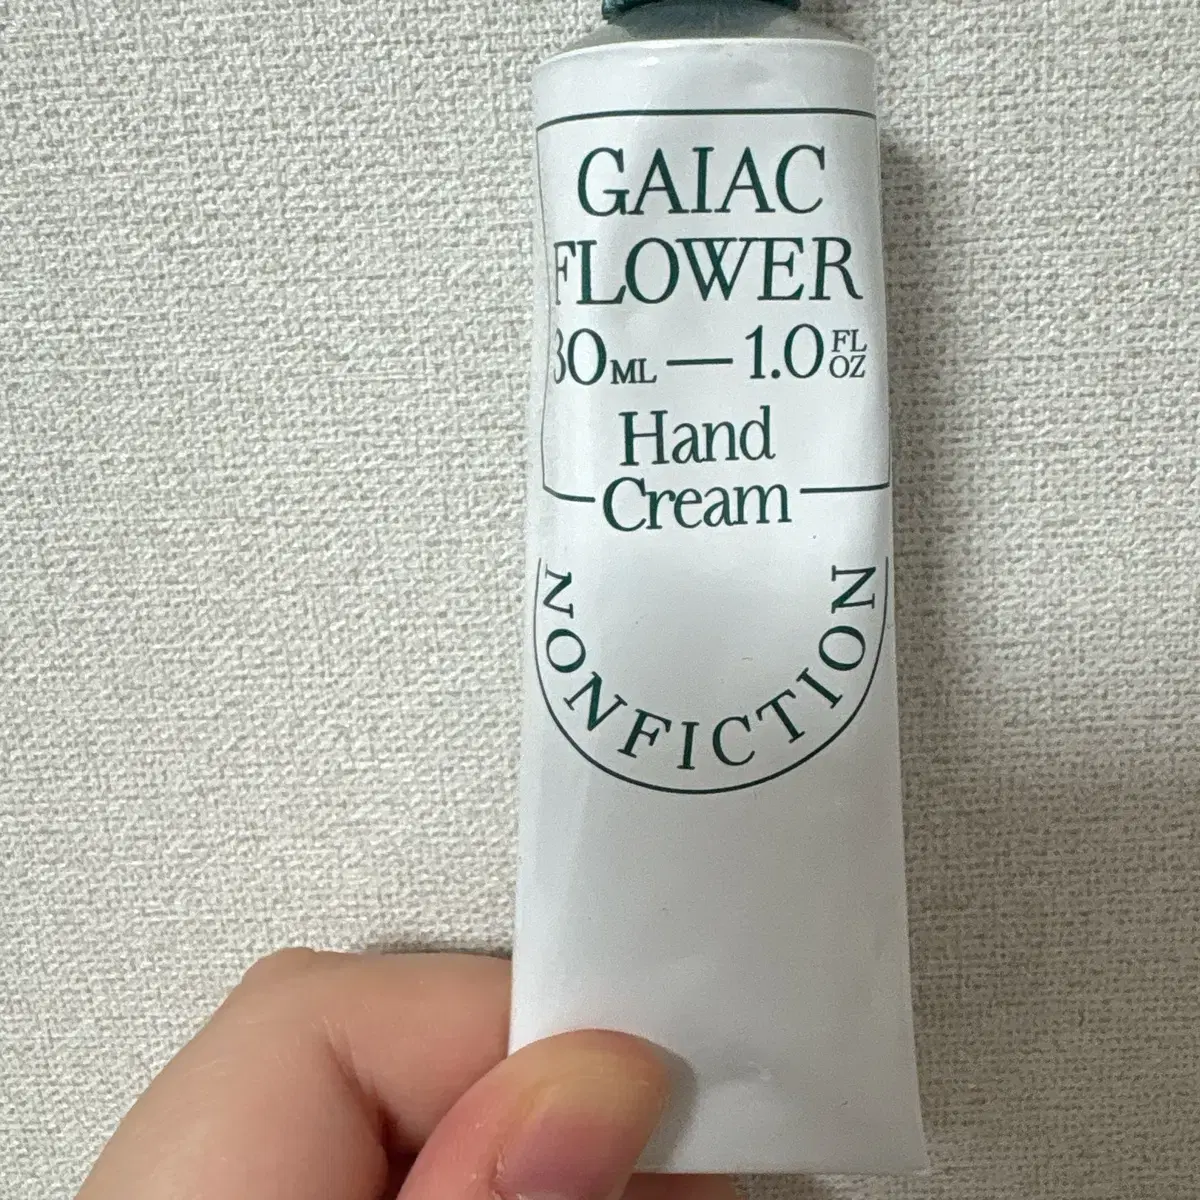 GAIAC
FLOWER
30ML — 1.0 FL OZ
Hand
Cream
NONFICTION